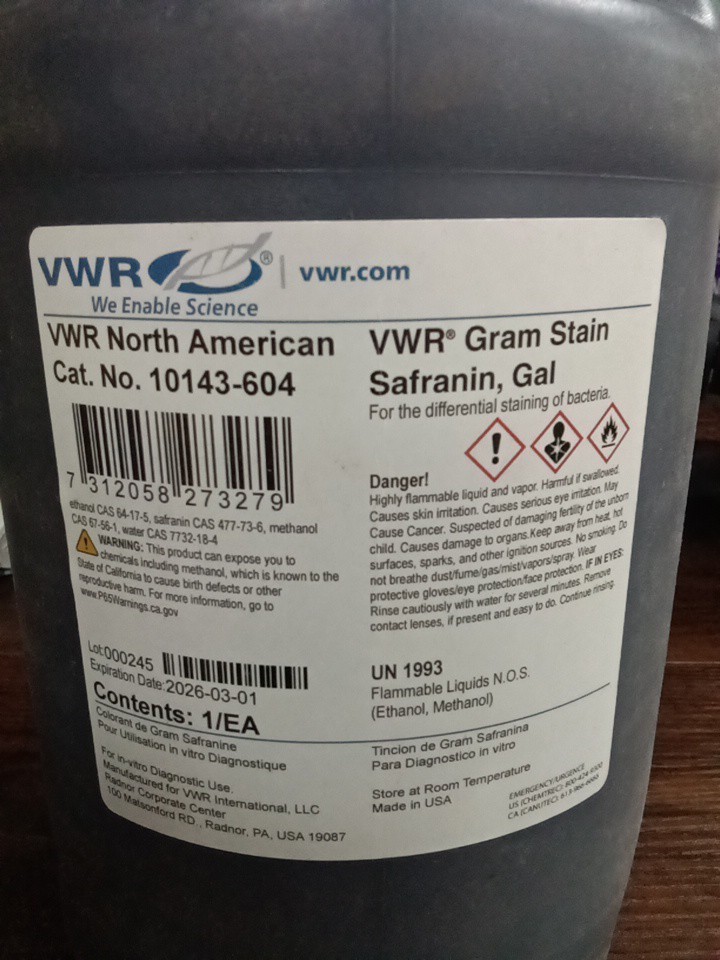 VWR® | vwr.com
We Enable Science
VWR North American
Cat. No. 10143-604
7 312058 273279
ethanol CAS 64-17-5, safranin CAS 477-73-6, methanol
CAS 67-56-1, water CAS 7732-18-4
WARNING: This product can expose you to
chemicals including methanol, which is known to the
State of California to cause birth defects or other
reproductive harm. For more information, go to
www.P65Warnings.ca.gov
Lot:000245
Expiration Date:2026-03-01
Contents: 1/EA
VWR® Gram Stain
Safranin, Gal
For the differential staining of bacteria.
Danger!
Highly flammable liquid and vapor. Harmful if swallowed.
Causes skin irritation. Causes serious eye irritation. May
Cause Cancer. Suspected of damaging fertility of the unborn
child. Causes damage to organs.Keep away from heat, hot
surfaces, sparks, and other ignition sources. No smoking. Do
not breathe dust/fume/gas/mist/vapors/spray. Wear
protective gloves/eye protection/face protection. IF IN EYES:
Rinse cautiously with water for several minutes. Remove
contact lenses, if present and easy to do. Continue rinsing.
UN 1993
Flammable Liquids N.O.S.
(Ethanol, Methanol)
Colorant de Gram Safranine
Pour Utilisation in vitro Diagnostique
For in-vitro Diagnostic Use.
Manufactured for VWR International, LLC
Radnor Corporate Center
100 Matsonford RD., Radnor, PA, USA 19087
Tincion de Gram Safranina
Para Diagnostico in vitro
Store at Room Temperature
Made in USA
EMERGENCY/URGENCE
US (CHEMTREC) 800-424-9300
CA (CANUTEC) 613-996-6666